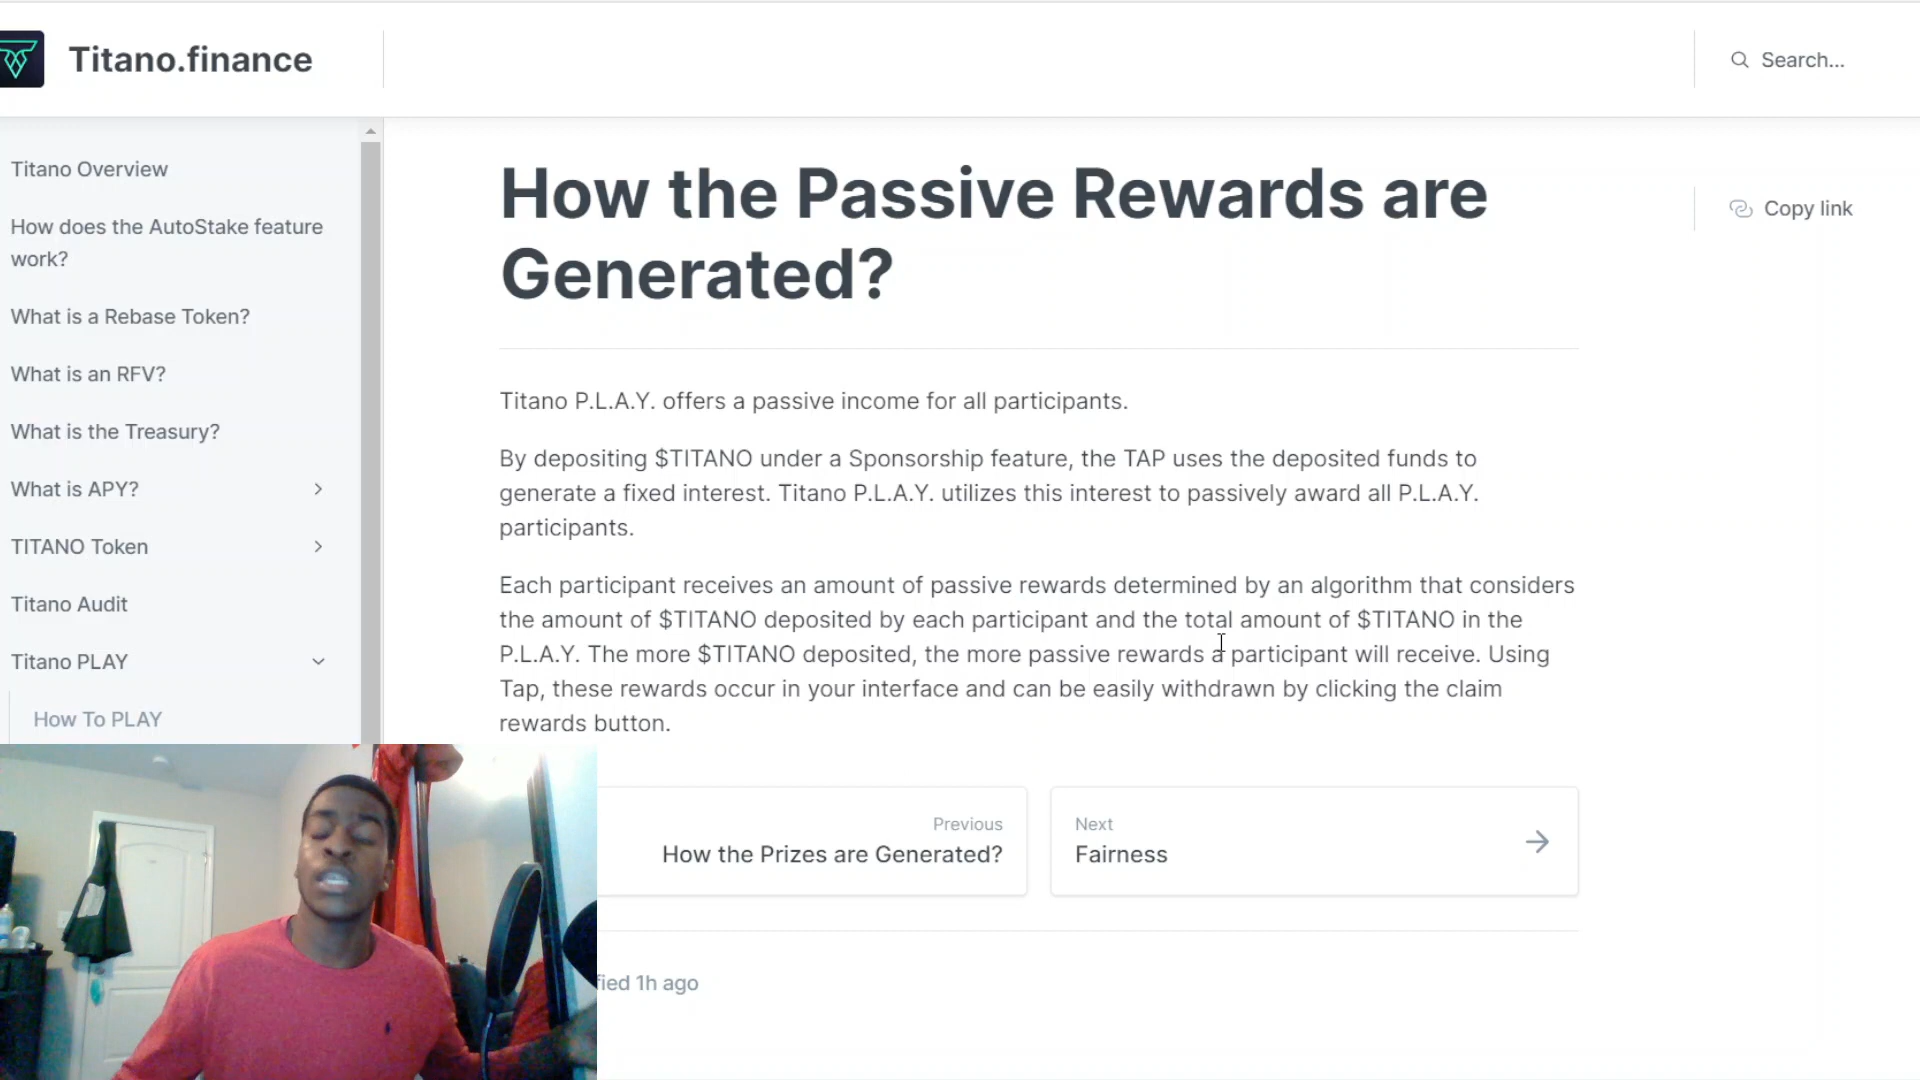 Titano.finance
Search...
Titano Overview
How does the AutoStake feature
work?
What is a Rebase Token?
What is an RFV?
What is the Treasury?
What is APY?
TITANO Token
Titano Audit
Titano PLAY
How To PLAY
How the Passive Rewards are
Generated?
Copy link
Titano P.L.A.Y. offers a passive income for all participants.
By depositing $TITANO under a Sponsorship feature, the TAP uses the deposited funds to
generate a fixed interest. Titano P.L.A.Y. utilizes this interest to passively award all P.L.A.Y.
participants.
Each participant receives an amount of passive rewards determined by an algorithm that considers
the amount of $TITANO deposited by each participant and the total amount of $TITANO in the
P.L.A.Y. The more $TITANO deposited, the more passive rewards a participant will receive. Using
Tap, these rewards occur in your interface and can be easily withdrawn by clicking the claim
rewards button.
Previous
How the Prizes are Generated?
Next
Fairness
fied 1h ago